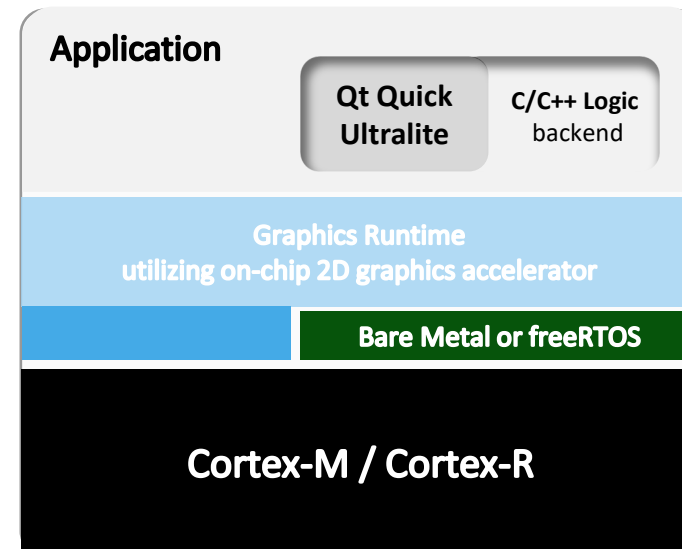 Application
Qt Quick
Ultralite
C/C++ Logic
backend
Graphics Runtime
utilizing on-chip 2D graphics accelerator
Bare Metal or freeRTOS
Cortex-M / Cortex-R